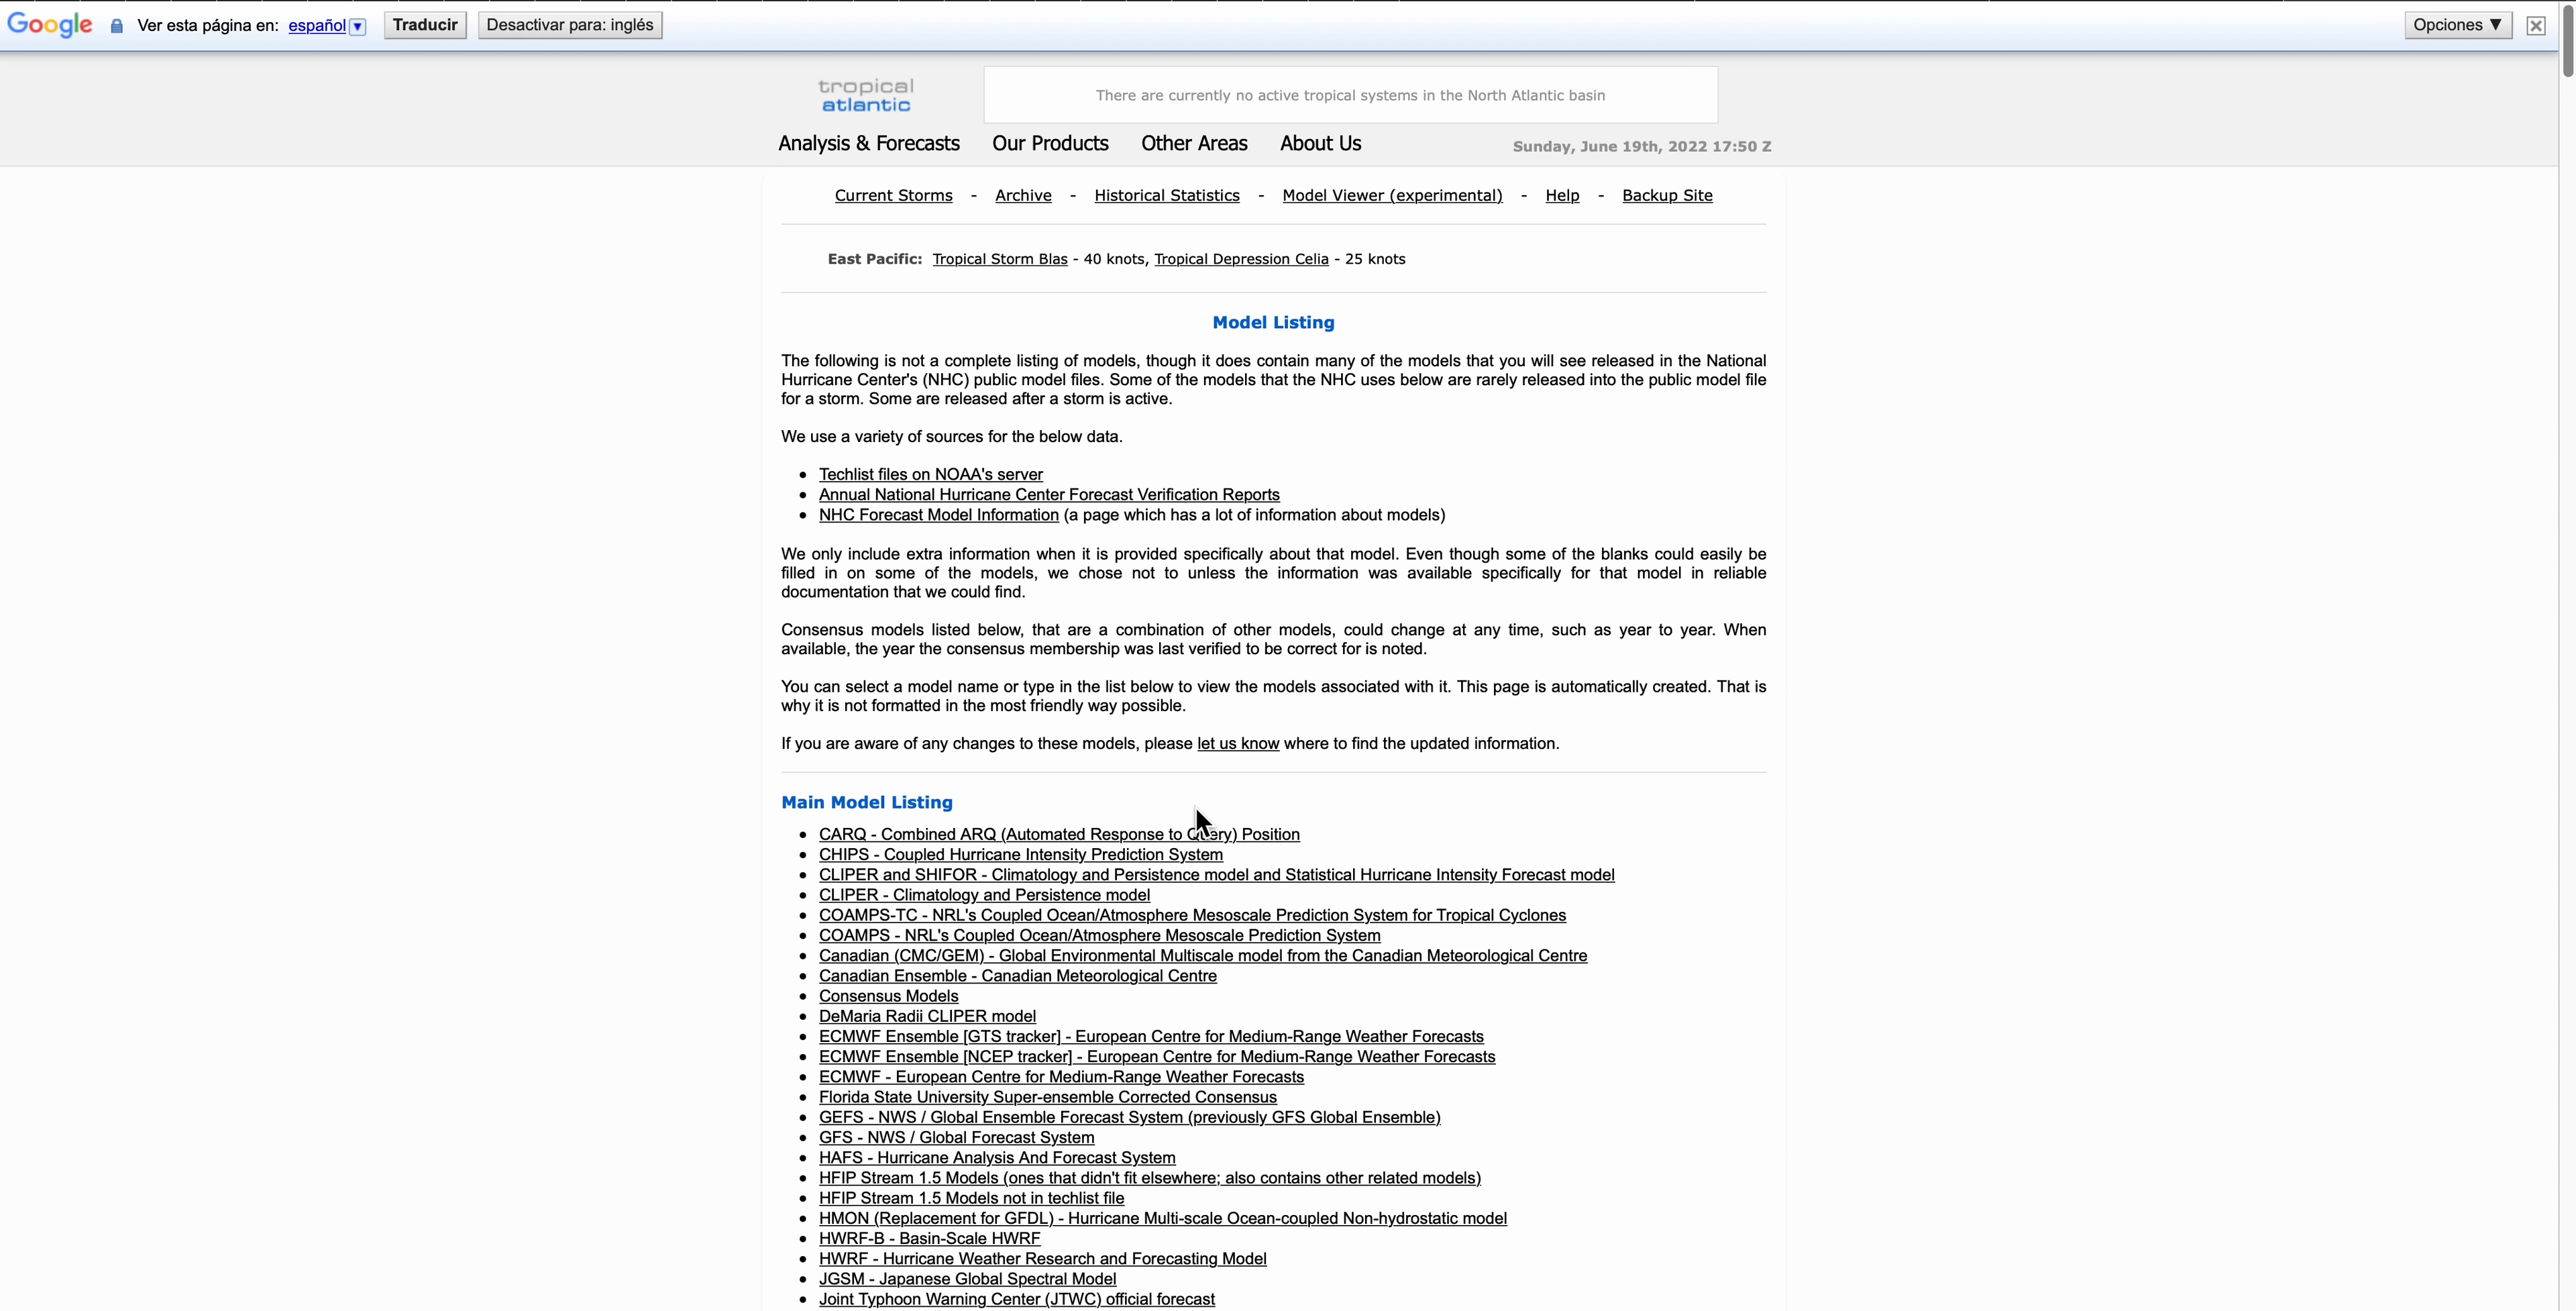 Google Ver esta página en: español Traducir Desactivar para: inglés Opciones ▼
tropical
atlantic
There are currently no active tropical systems in the North Atlantic basin
Analysis & Forecasts Our Products Other Areas About Us Sunday, June 19th, 2022 17:50 Z
Current Storms - Archive - Historical Statistics - Model Viewer (experimental) - Help - Backup Site
East Pacific: Tropical Storm Blas - 40 knots, Tropical Depression Celia - 25 knots
Model Listing
The following is not a complete listing of models, though it does contain many of the models that you will see released in the National
Hurricane Center's (NHC) public model files. Some of the models that the NHC uses below are rarely released into the public model file
for a storm. Some are released after a storm is active.
We use a variety of sources for the below data.
• Techlist files on NOAA's server
• Annual National Hurricane Center Forecast Verification Reports
• NHC Forecast Model Information (a page which has a lot of information about models)
We only include extra information when it is provided specifically about that model. Even though some of the blanks could easily be
filled in on some of the models, we chose not to unless the information was available specifically for that model in reliable
documentation that we could find.
Consensus models listed below, that are a combination of other models, could change at any time, such as year to year. When
available, the year the consensus membership was last verified to be correct for is noted.
You can select a model name or type in the list below to view the models associated with it. This page is automatically created. That is
why it is not formatted in the most friendly way possible.
If you are aware of any changes to these models, please let us know where to find the updated information.
Main Model Listing
• CARQ - Combined ARQ (Automated Response to Query) Position
• CHIPS - Coupled Hurricane Intensity Prediction System
• CLIPER and SHIFOR - Climatology and Persistence model and Statistical Hurricane Intensity Forecast model
• CLIPER - Climatology and Persistence model
• COAMPS-TC - NRL's Coupled Ocean/Atmosphere Mesoscale Prediction System for Tropical Cyclones
• COAMPS - NRL's Coupled Ocean/Atmosphere Mesoscale Prediction System
• Canadian (CMC/GEM) - Global Environmental Multiscale model from the Canadian Meteorological Centre
• Canadian Ensemble - Canadian Meteorological Centre
• Consensus Models
• DeMaria Radii CLIPER model
• ECMWF Ensemble [GTS tracker] - European Centre for Medium-Range Weather Forecasts
• ECMWF Ensemble [NCEP tracker] - European Centre for Medium-Range Weather Forecasts
• ECMWF - European Centre for Medium-Range Weather Forecasts
• Florida State University Super-ensemble Corrected Consensus
• GEFS - NWS / Global Ensemble Forecast System (previously GFS Global Ensemble)
• GFS - NWS / Global Forecast System
• HAFS - Hurricane Analysis And Forecast System
• HFIP Stream 1.5 Models (ones that didn't fit elsewhere; also contains other related models)
• HFIP Stream 1.5 Models not in techlist file
• HMON (Replacement for GFDL) - Hurricane Multi-scale Ocean-coupled Non-hydrostatic model
• HWRF-B - Basin-Scale HWRF
• HWRF - Hurricane Weather Research and Forecasting Model
• JGSM - Japanese Global Spectral Model
• Joint Typhoon Warning Center (JTWC) official forecast